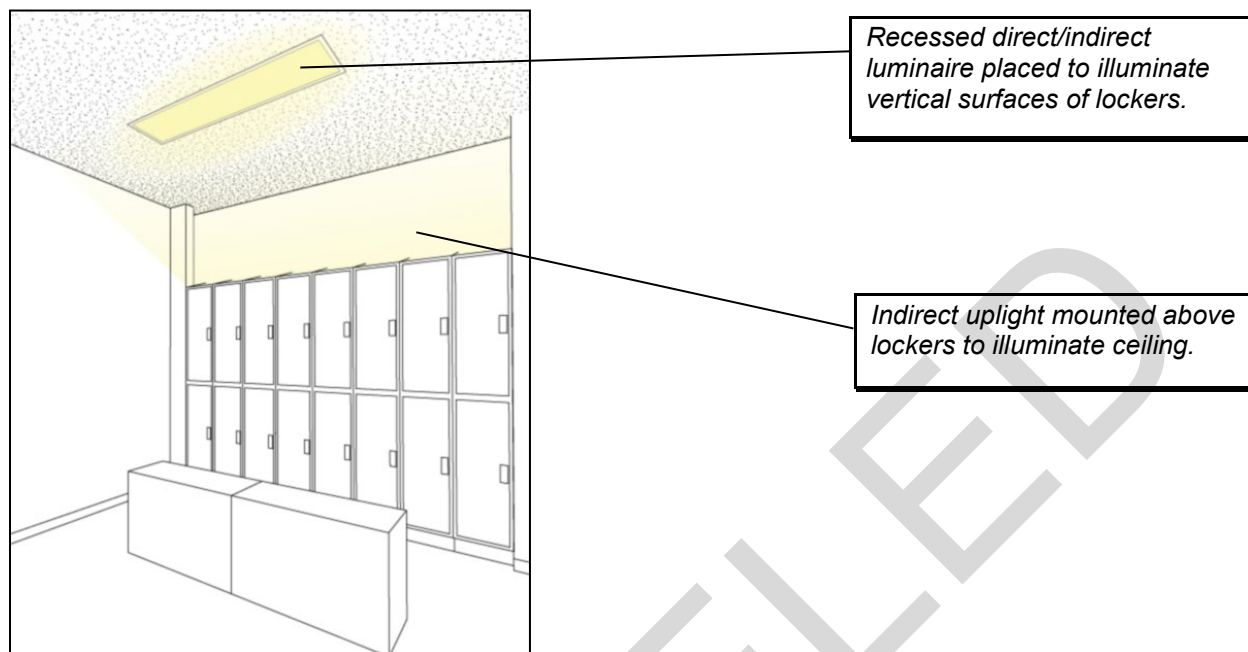 Recessed direct/indirect
luminaire placed to illuminate
vertical surfaces of lockers.
Indirect uplight mounted above
lockers to illuminate ceiling.
ELED